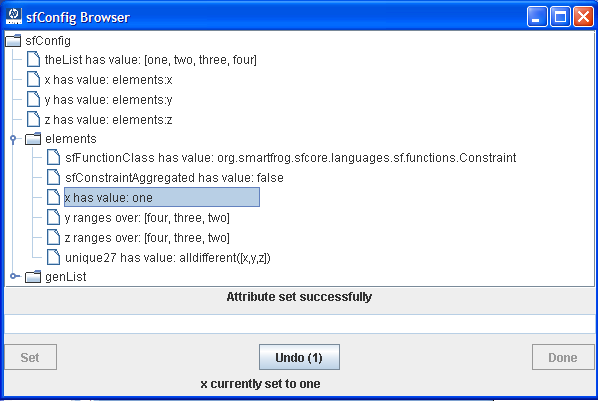 sfConfig Browser
sfConfig
theList has value: [one, two, three, four]
x has value: elements:x
y has value: elements:y
z has value: elements:z
elements
sfFunctionClass has value: org.smartfrog.sfcore.languages.sf.functions.Constraint
sfConstraintAggregated has value: false
x has value: one
y ranges over: [four, three, two]
z ranges over: [four, three, two]
unique27 has value: alldifferent([x,y,z])
genList
Attribute set successfully
Set
Undo (1)
Done
x currently set to one